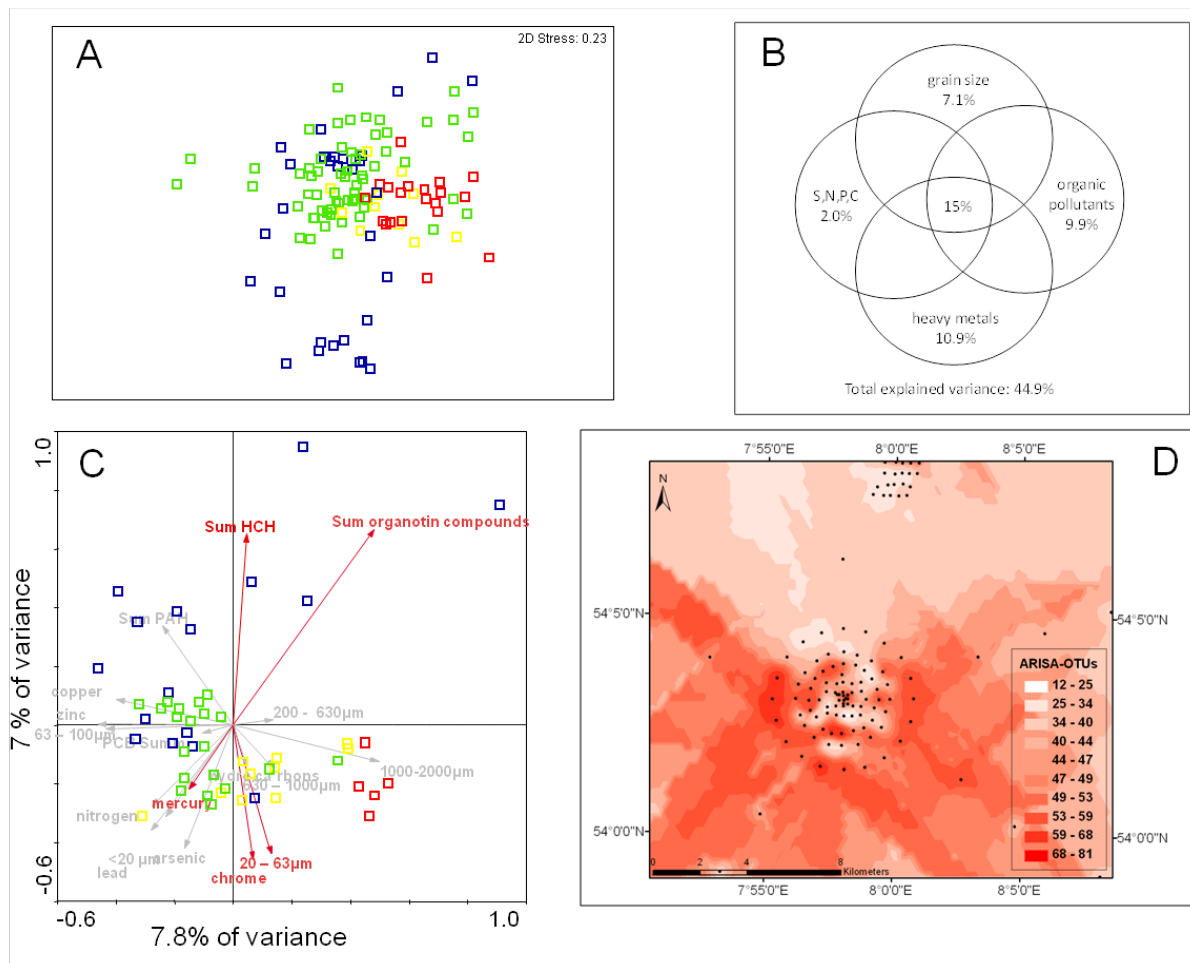 A
2D Stress: 0.23
B
grain size
7.1%
S,N,P,C
2.0%
15%
organic
pollutants
9.9%
heavy metals
10.9%
Total explained variance: 44.9%
C
1.0
7% of variance
-0.6
-0.6
7.8% of variance
1.0
Sum HCH
Sum organotin compounds
Sum PAH
copper
zinc
63 – 100µm
PCB Sum
200 - 630µm
1000-2000µm
630 – 1000µm
mercury
nitrogen
<20 µm
arsenic
lead
20 – 63µm
chrome
D
7°55'0"E
8°0'0"E
8°5'0"E
N
54°5'0"N
54°5'0"N
54°0'0"N
54°0'0"N
ARISA-OTUs
12 - 25
25 - 34
34 - 40
40 - 44
44 - 47
47 - 49
49 - 53
53 - 59
59 - 68
68 - 81
0 2 4 8
Kilometers
7°55'0"E
8°0'0"E
8°5'0"E